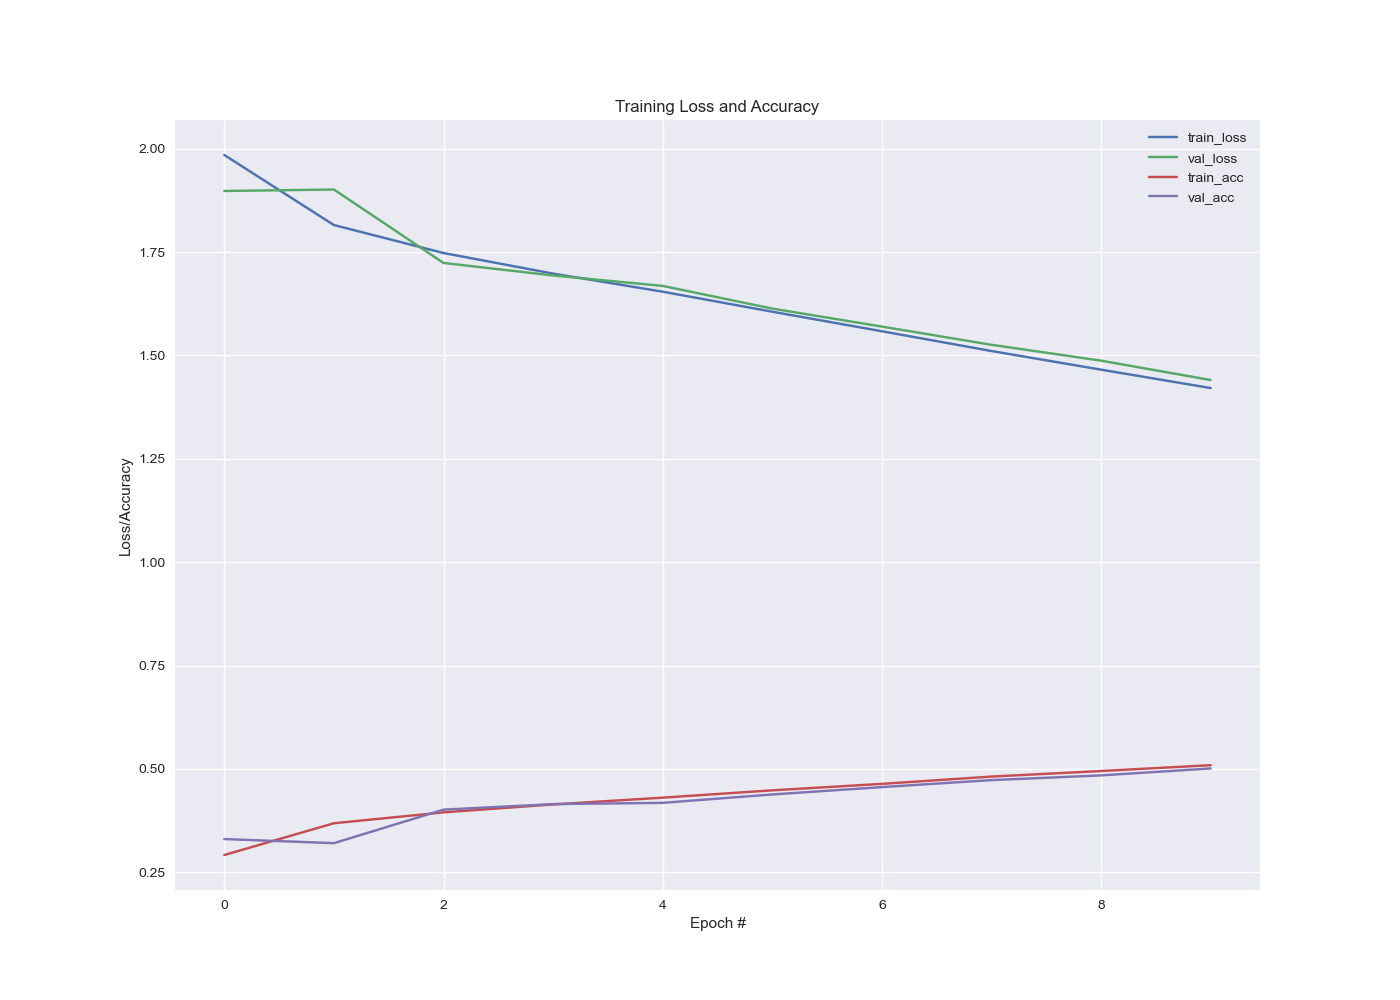 Training Loss and Accuracy
train_loss
val_loss
train_acc
val_acc
2.00
1.75
1.50
1.25
1.00
0.75
0.50
0.25
Loss/Accuracy
0 2 4 6 8
Epoch #